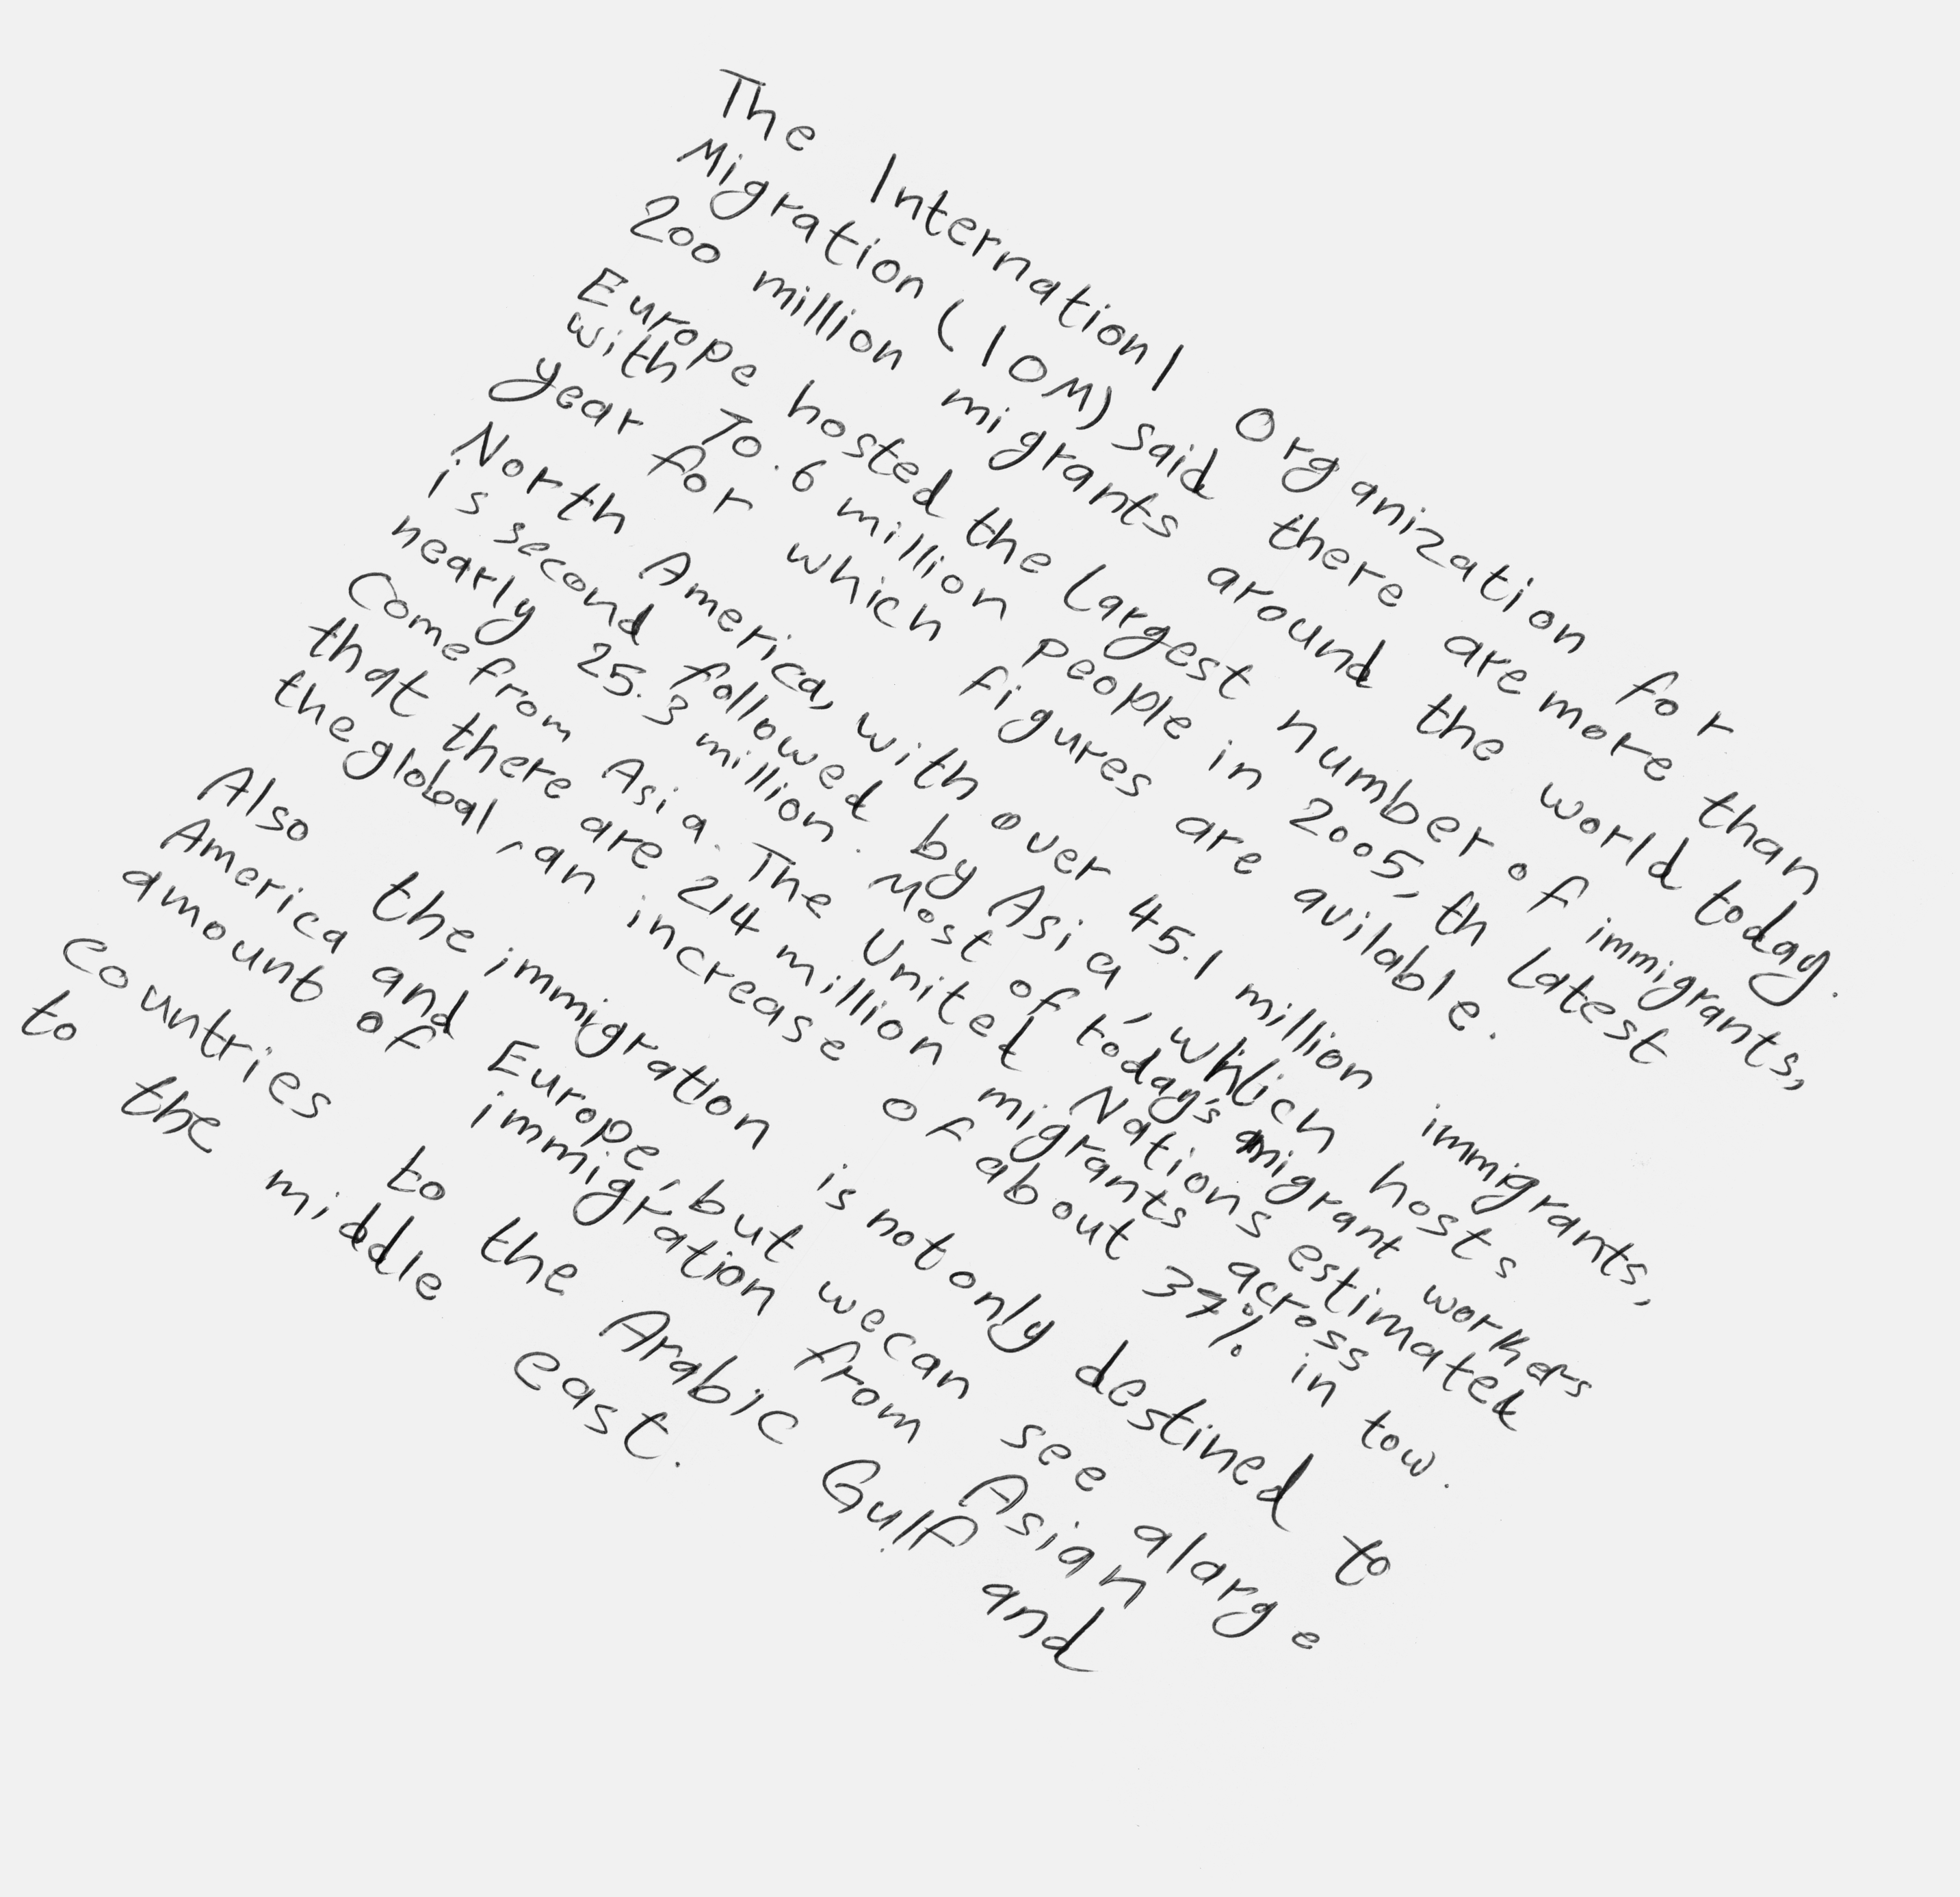 The Internationl Organization for
Migration (IOM) said there are more than
200 million migrants around the world today.
Europe hosted the largest number of immigrants,
with 70.6 million people in 2005, th latest
year for which figures are avilable.
North America, with over 45.1 million immigrants,
is second followed by Asia, which hosts
nearly 25.3 million. Most of today's migrant workers
Come from Asia. The United Nations estimated
that there are 214 million migrants across
the global, an increase of about 37% in tow.
Also the immigration is not only destined to
America and Europe, but we can see a large
amount of immigration from Asian
countries to the Arabic Gulf and
to the middle east.